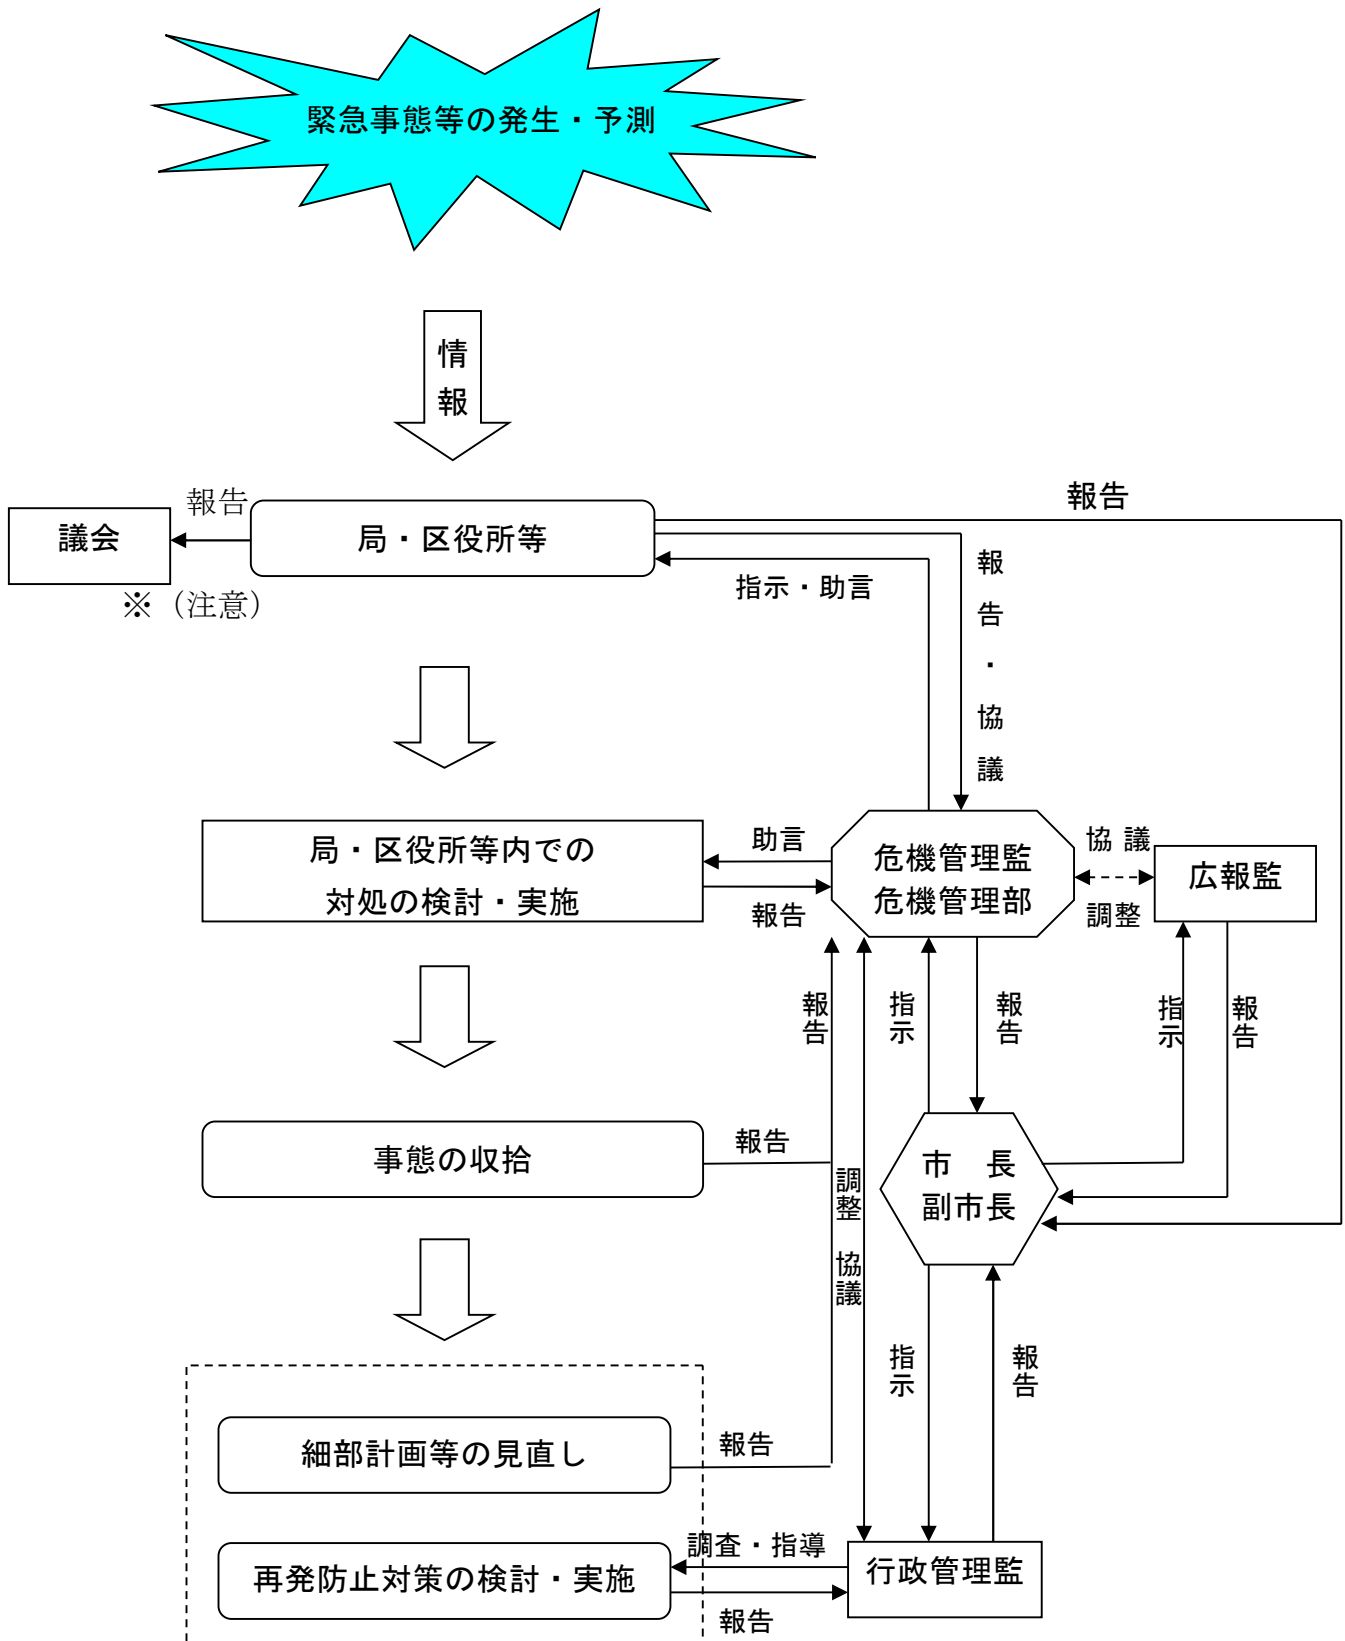 緊急事態等の発生・予測
情
報
報告
議会
局・区役所等
※（注意）
報告
指示・助言
報
告
・
協
議
局・区役所等内での
対処の検討・実施
助言
報告
危機管理監
危機管理部
協 議
調整
広報監
報
告
指
示
報
告
指
示
報
告
事態の収拾
報告
調
整
協
議
市　長
副市長
指
示
報
告
細部計画等の見直し
報告
再発防止対策の検討・実施
調査・指導
報告
行政管理監